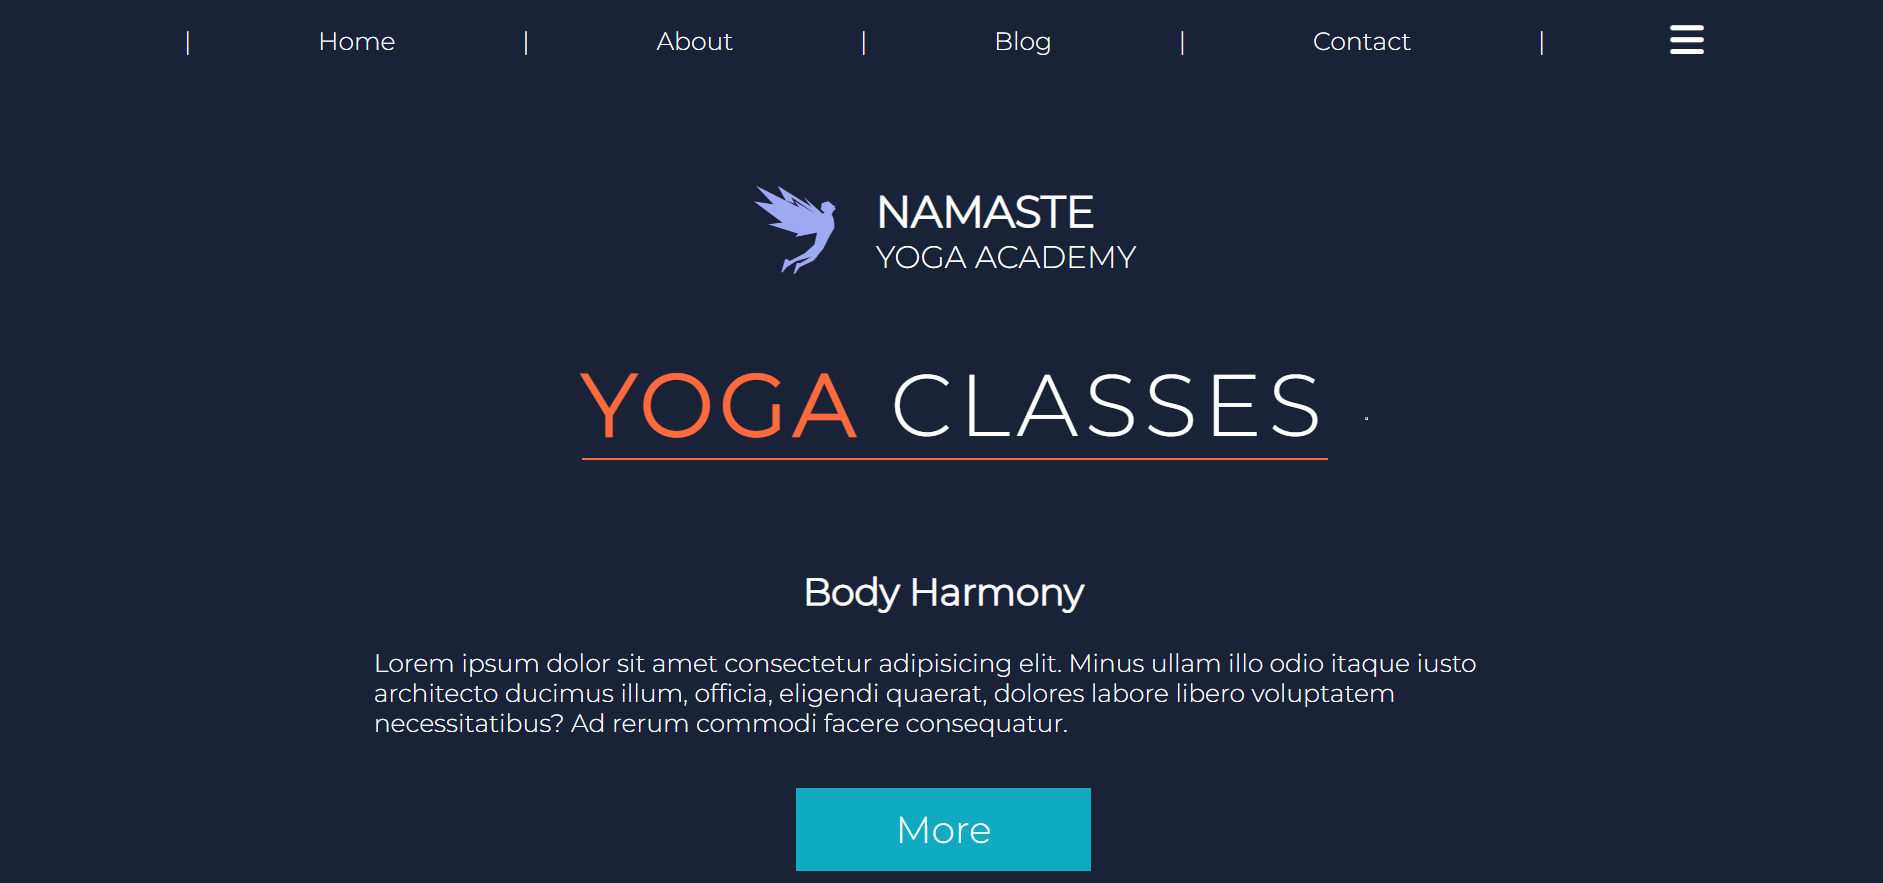 | Home | About | Blog | Contact |
NAMASTE
YOGA ACADEMY
YOGA CLASSES
Body Harmony
Lorem ipsum dolor sit amet consectetur adipisicing elit. Minus ullam illo odio itaque iusto
architecto ducimus illum, officia, eligendi quaerat, dolores labore libero voluptatem
necessitatibus? Ad rerum commodi facere consequatur.
More